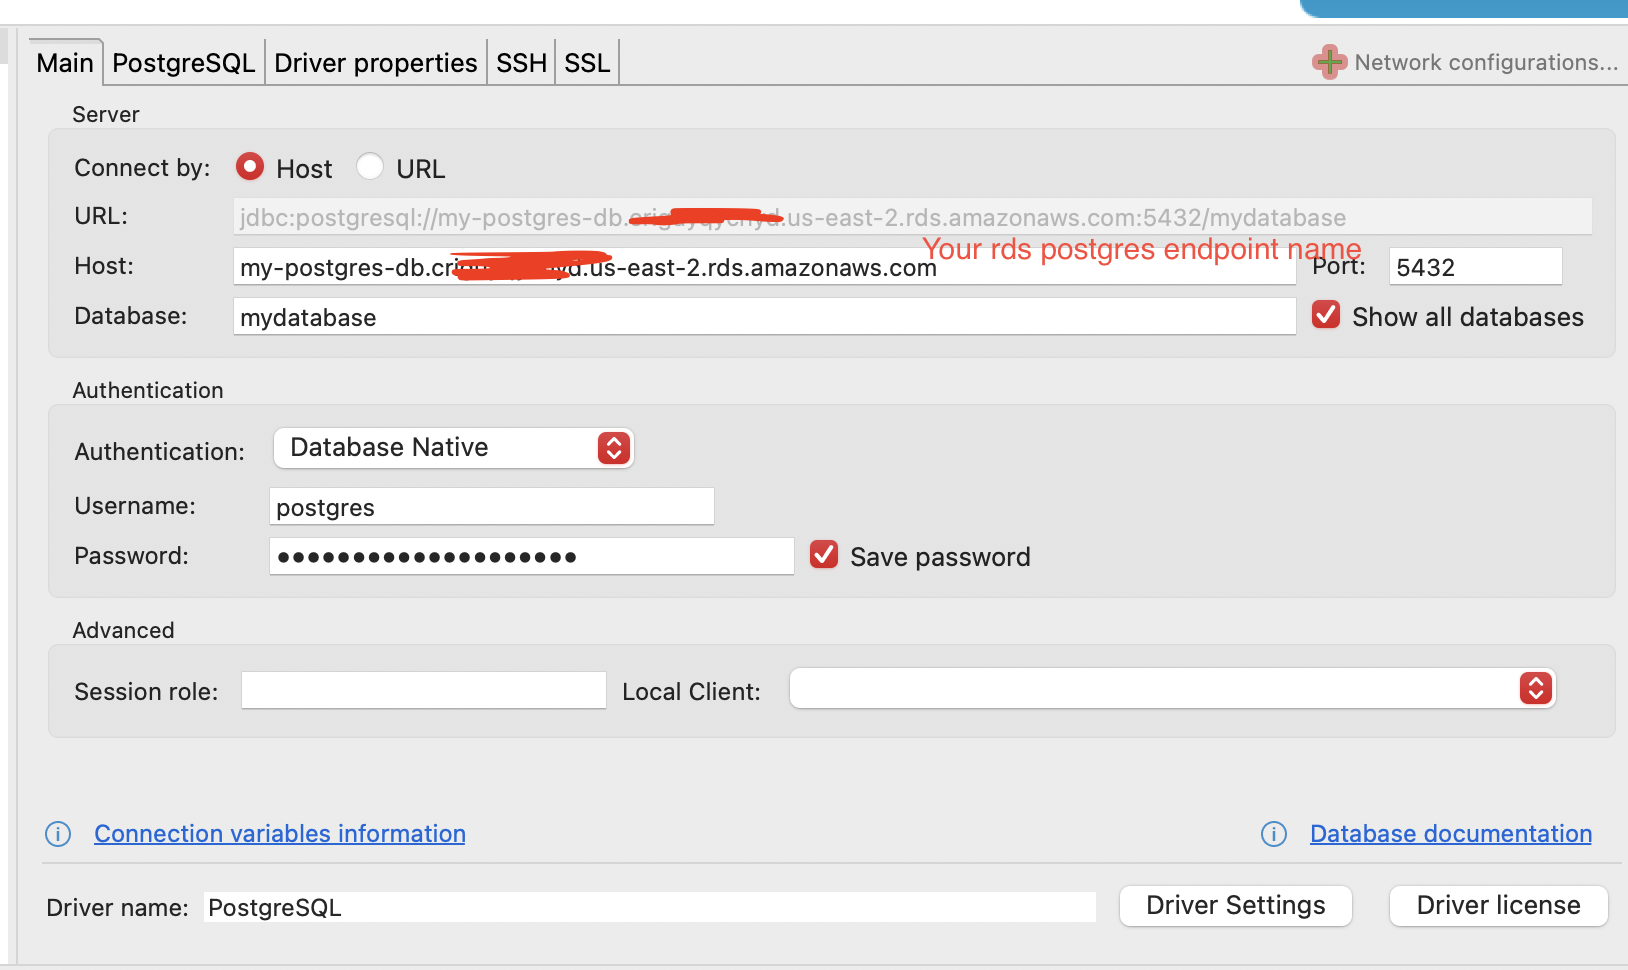 Main PostgreSQL Driver properties SSH SSL Network configurations...
Server
Connect by: Host URL
URL: jdbc:postgresql://my-postgres-db. .us-east-2.rds.amazonaws.com:5432/mydatabase
Your rds postgres endpoint name
Host: my-postgres-db. .us-east-2.rds.amazonaws.com Port: 5432
Database: mydatabase Show all databases
Authentication
Authentication: Database Native
Username: postgres
Password: ●●●●●●●●●●●●●●●●●●●● Save password
Advanced
Session role: Local Client:
Connection variables information Database documentation
Driver name: PostgreSQL Driver Settings Driver license